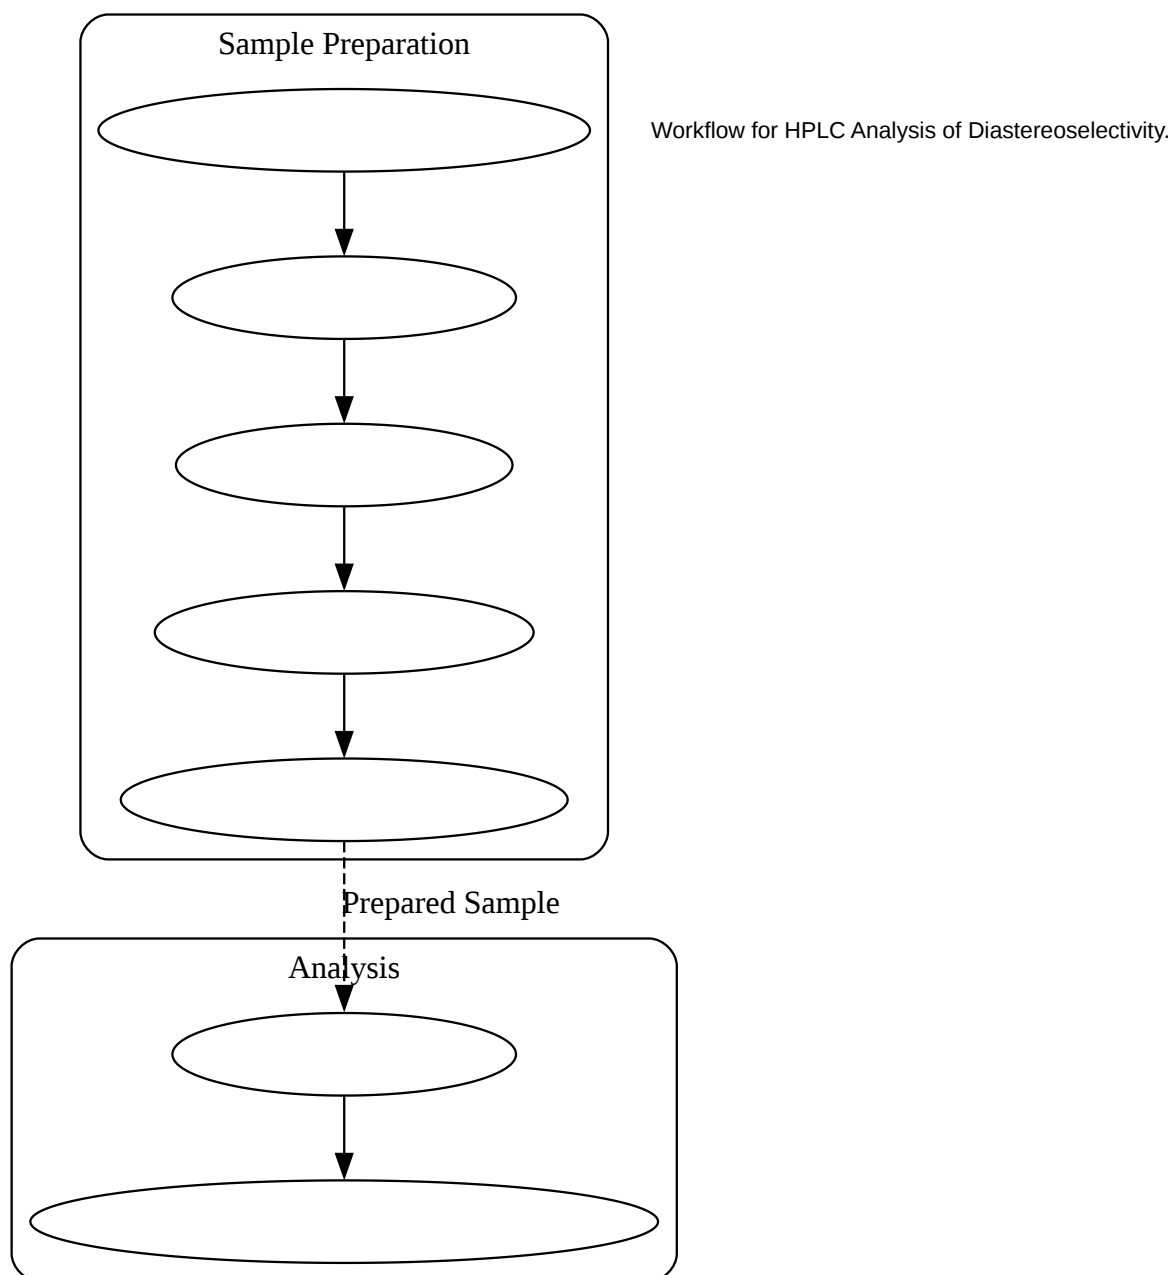 Sample Preparation
Workflow for HPLC Analysis of Diastereoselectivity.
Prepared Sample
Analysis